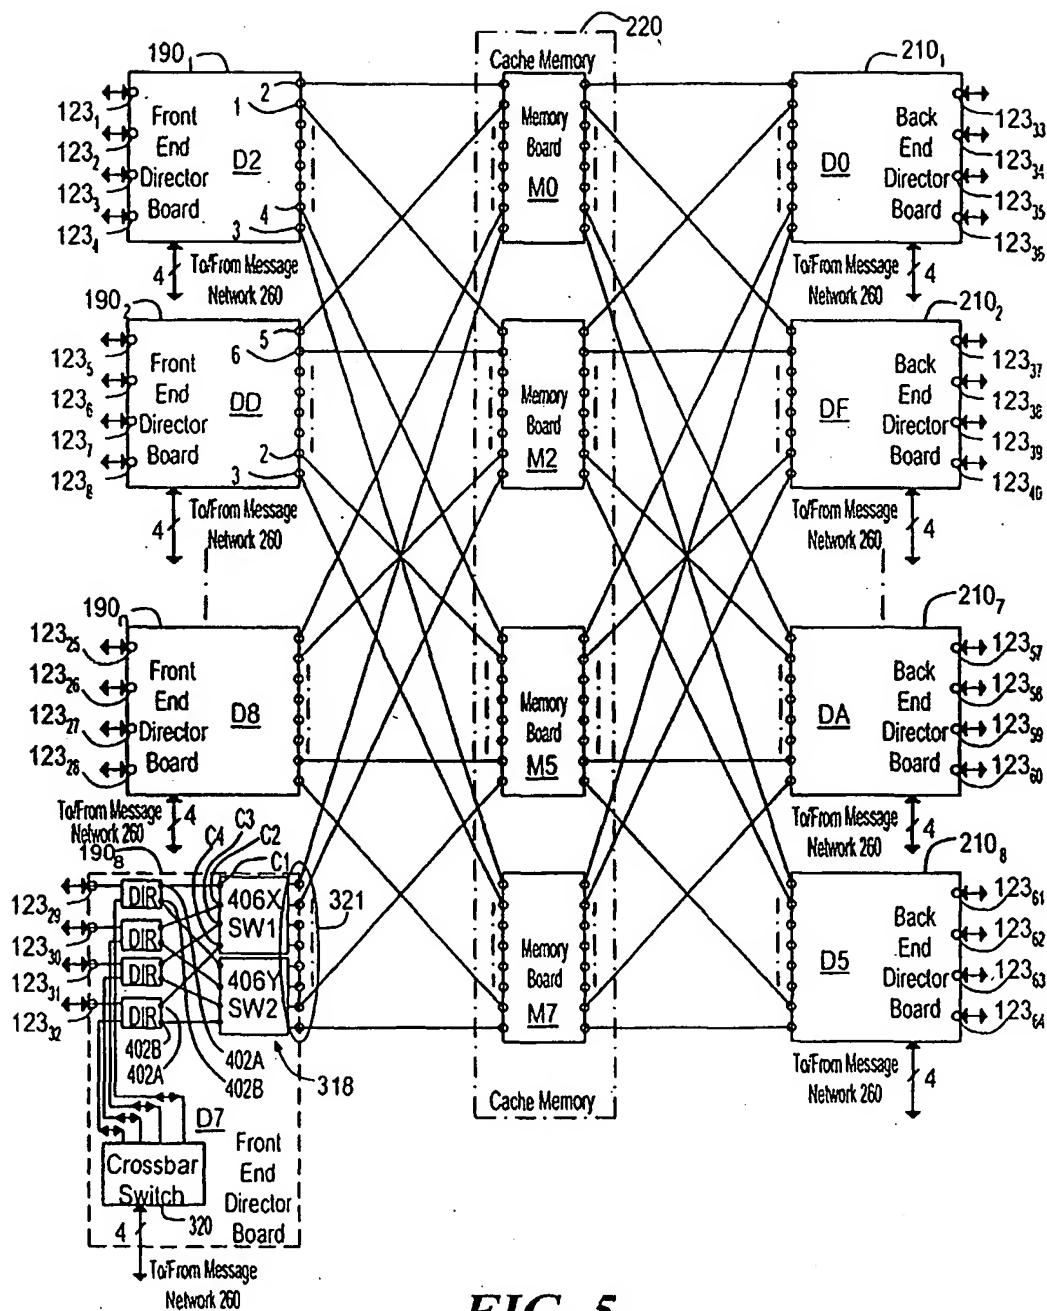 220
190₁
Cache Memory
210₁
123₁
123₂
123₃
123₄
Front
End
Director
Board
D2
2
1
4
3
Memory
Board
M0
D0
Back
End
Director
Board
123₃₃
123₃₄
123₃₅
123₃₆
4
To/From Message
Network 260
To/From Message
Network 260
4
190₂
210₂
123₅
123₆
123₇
123₈
Front
End
Director
Board
DD
5
6
2
3
Memory
Board
M2
DF
Back
End
Director
Board
123₃₇
123₃₈
123₃₉
123₄₀
4
To/From Message
Network 260
To/From Message
Network 260
4
190
210₇
123₂₅
123₂₆
123₂₇
123₂₈
Front
End
Director
Board
D8
Memory
Board
M5
DA
Back
End
Director
Board
123₅₇
123₅₈
123₅₉
123₆₀
To/From Message
Network 260
4
To/From Message
Network 260
4
190₈
C4
C3
C2
C1
210₈
123₂₉
123₃₀
123₃₁
123₃₂
DIR
DIR
DIR
DIR
406X
SW1
406Y
SW2
321
Memory
Board
M7
D5
Back
End
Director
Board
123₆₁
123₆₂
123₆₃
123₆₄
402B
402A
402A
402B
318
To/From Message
Network 260
4
Cache Memory
D7
Front
End
Director
Board
Crossbar
Switch
320
4
To/From Message
Network 260
FIG. 5